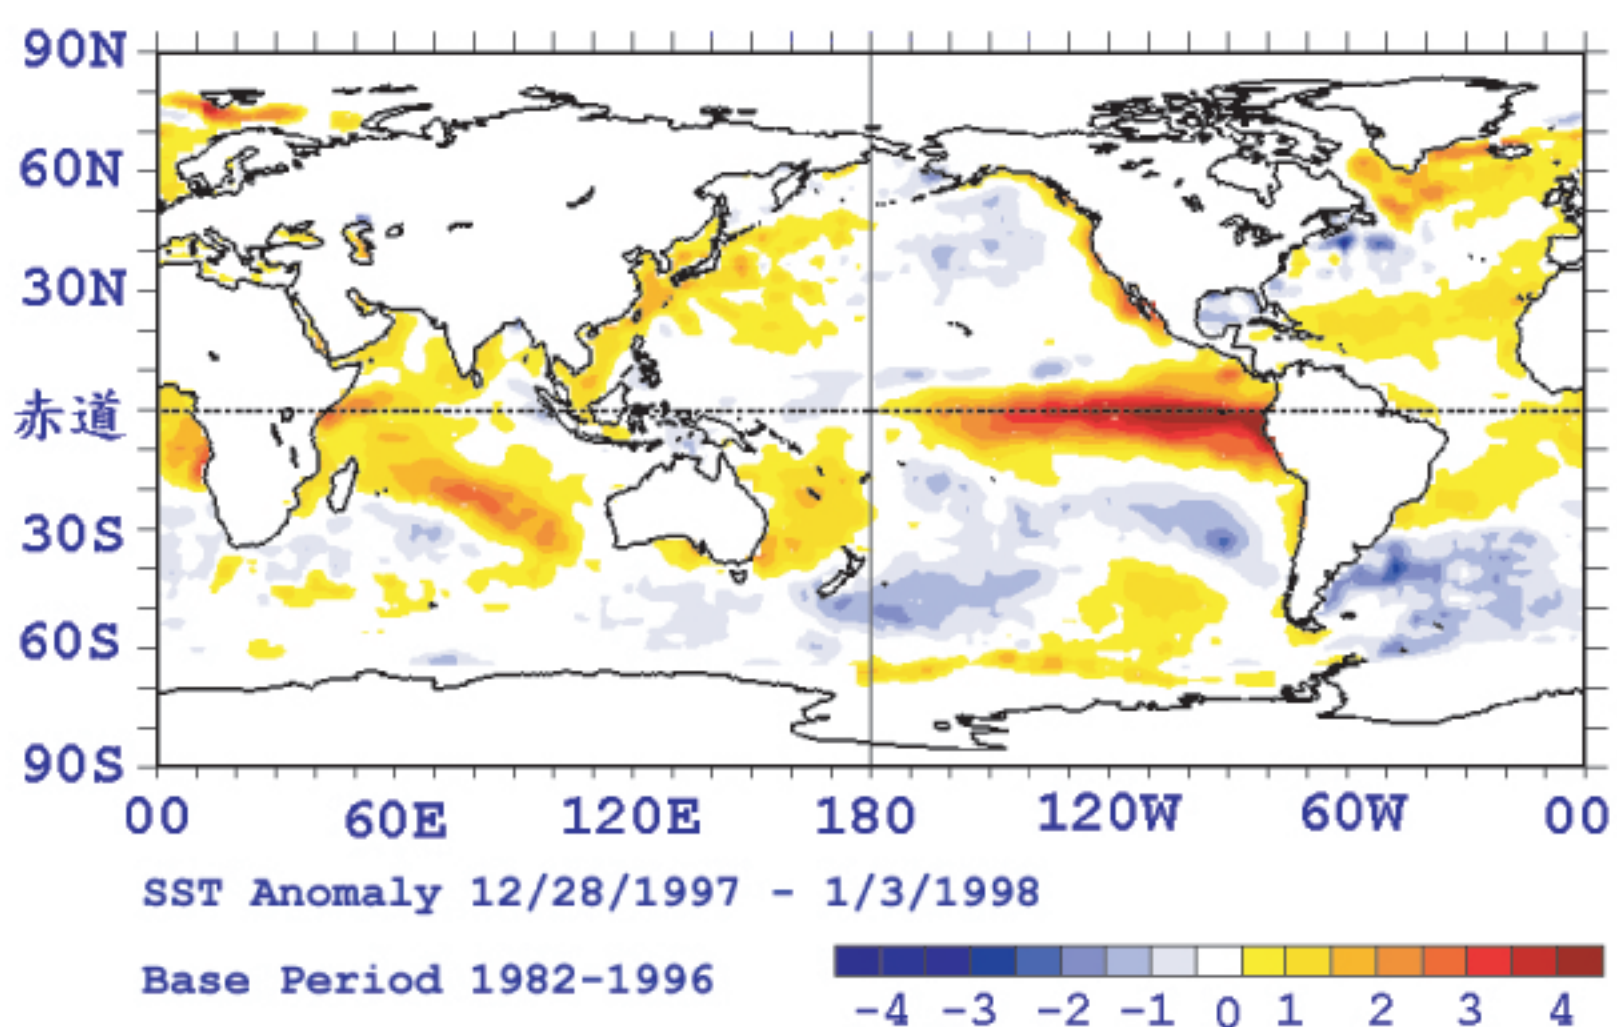 90N
60N
30N
赤道
30S
60S
90S
00 60E 120E 180 120W 60W 00
SST Anomaly 12/28/1997 - 1/3/1998
Base Period 1982-1996
-4 -3 -2 -1 0 1 2 3 4